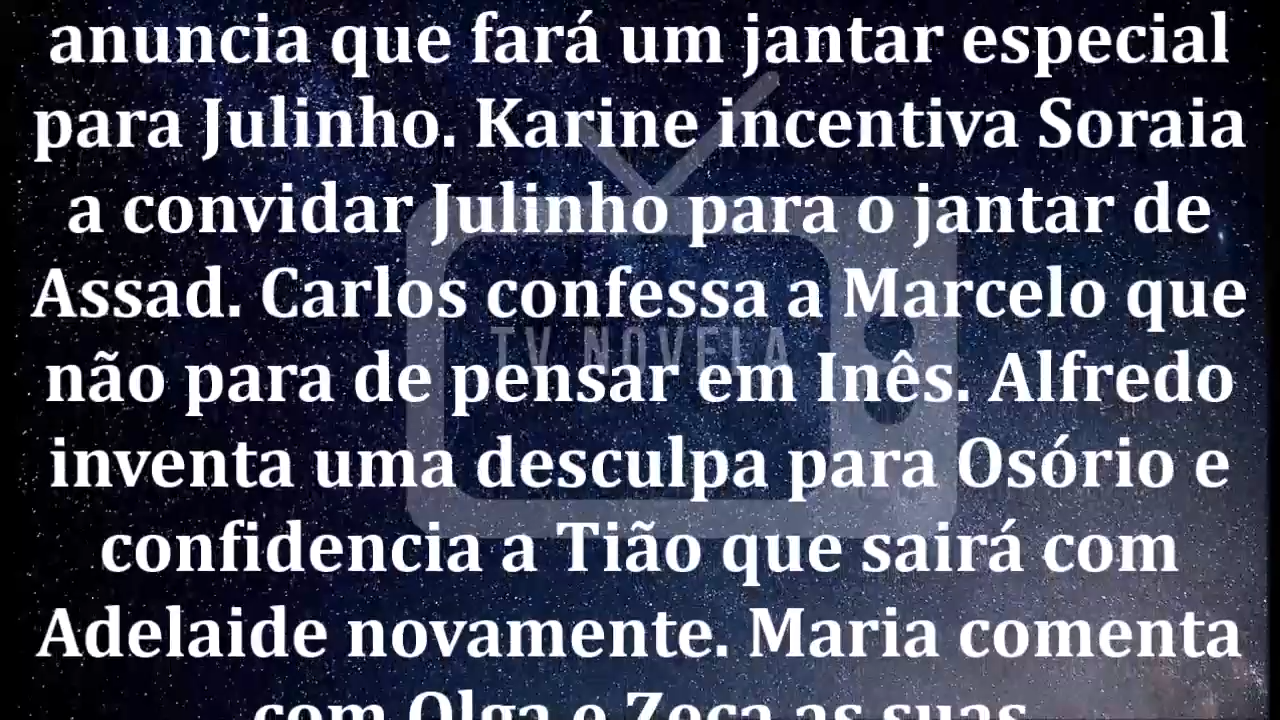 anuncia que fará um jantar especial
para Julinho. Karine incentiva Soraia
a convidar Julinho para o jantar de
Assad. Carlos confessa a Marcelo que
TV NOVELA
não para de pensar em Inês. Alfredo
inventa uma desculpa para Osório e
confidencia a Tião que sairá com
Adelaide novamente. Maria comenta
com Olga e Zeca as suas